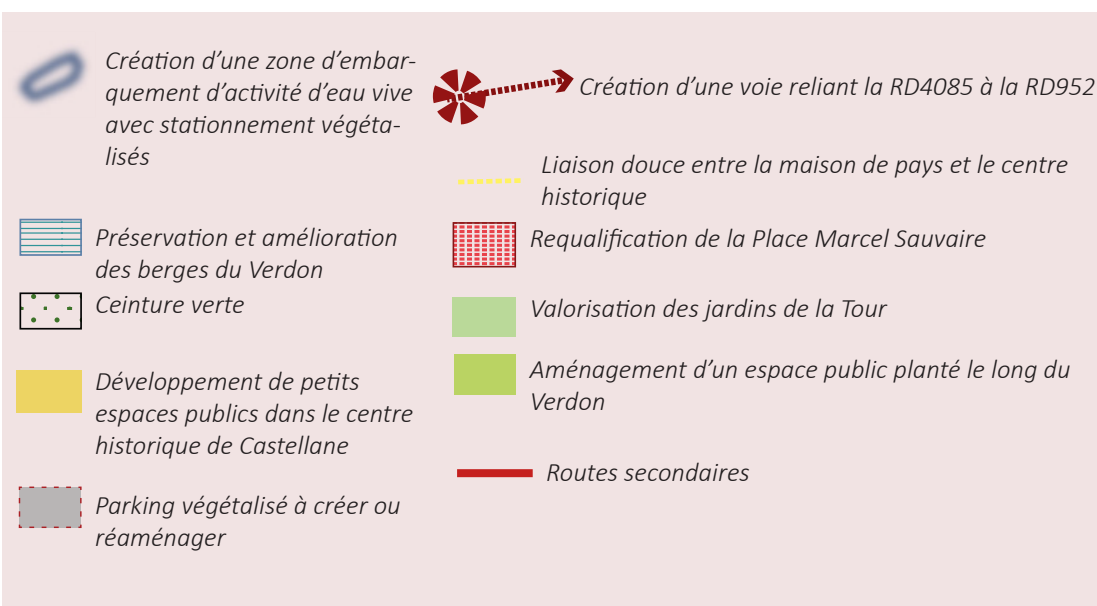 Création d’une zone d’embar-
quement d’activité d’eau vive
avec stationnement végéta-
lisés
Préservation et amélioration
des berges du Verdon
Ceinture verte
Développement de petits
espaces publics dans le centre
historique de Castellane
Parking végétalisé à créer ou
réaménager
Création d’une voie reliant la RD4085 à la RD952
Liaison douce entre la maison de pays et le centre
historique
Requalification de la Place Marcel Sauvaire
Valorisation des jardins de la Tour
Aménagement d’un espace public planté le long du
Verdon
Routes secondaires